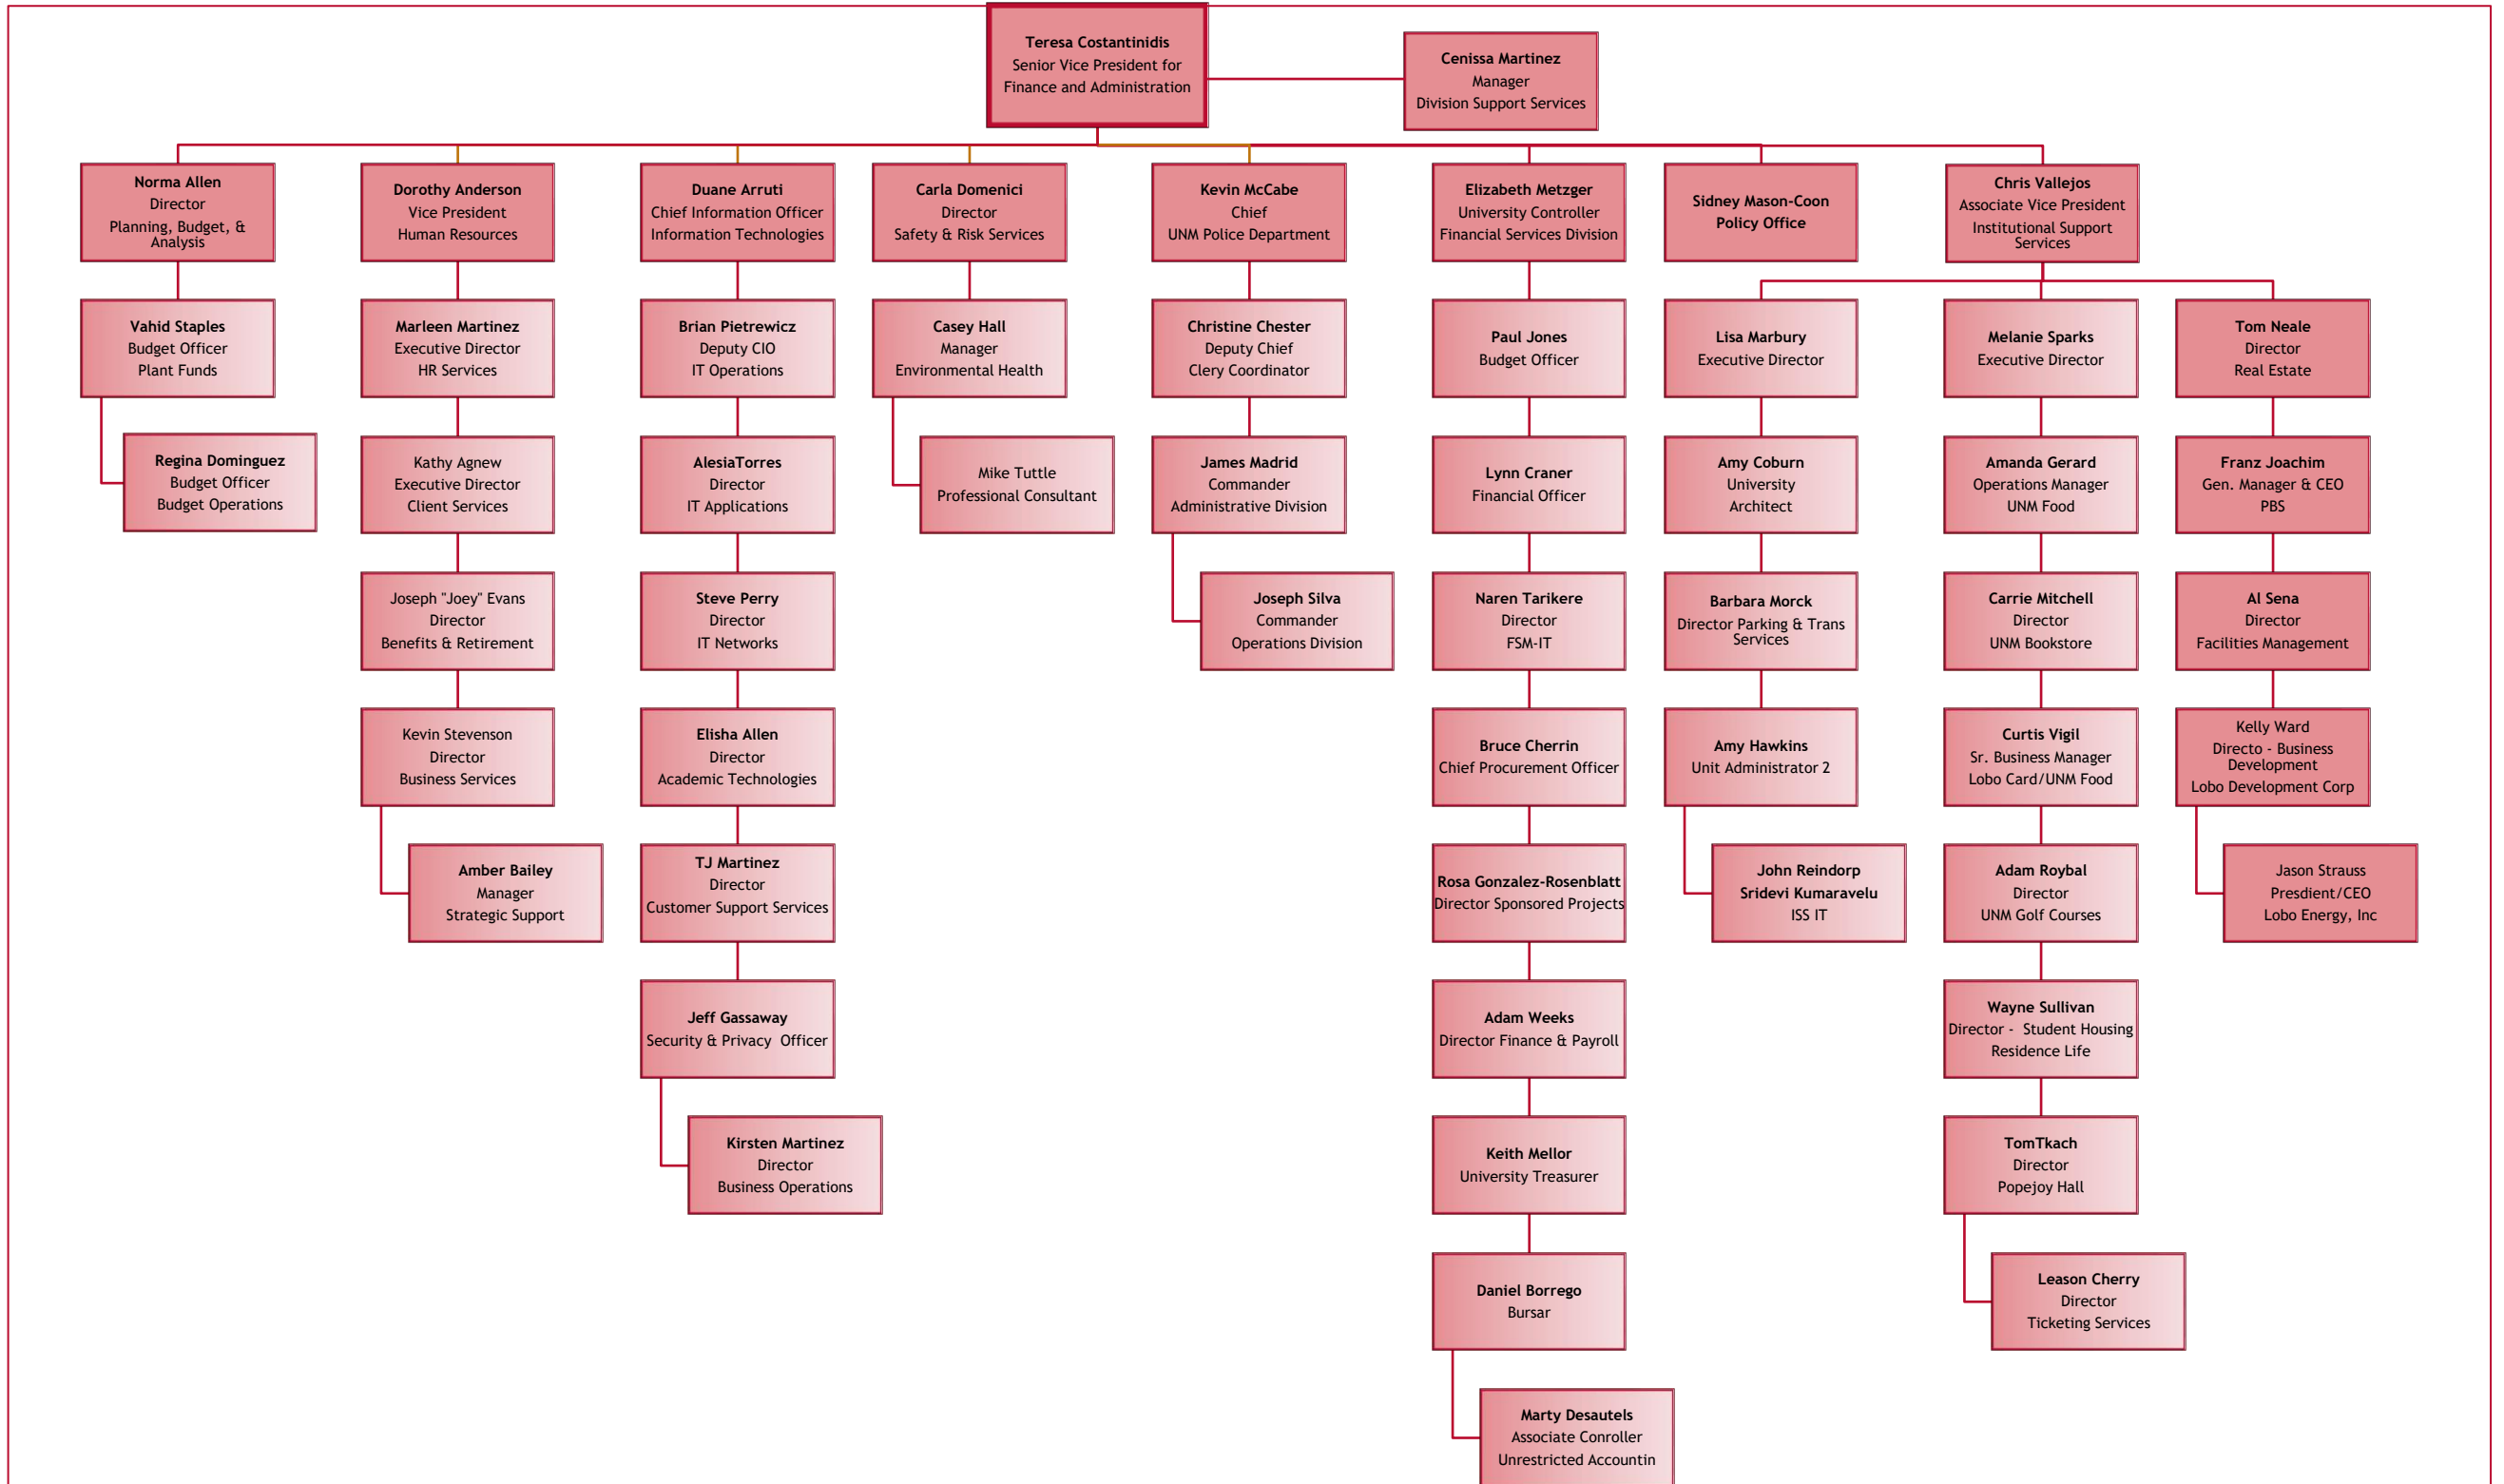 Teresa Costantinidis
Senior Vice President for
Finance and Administration
Cenissa Martinez
Manager
Division Support Services
Norma Allen
Director
Planning, Budget, &
Analysis
Dorothy Anderson
Vice President
Human Resources
Duane Arruti
Chief Information Officer
Information Technologies
Carla Domenici
Director
Safety & Risk Services
Kevin McCabe
Chief
UNM Police Department
Elizabeth Metzger
University Controller
Financial Services Division
Sidney Mason-Coon
Policy Office
Chris Vallejos
Associate Vice President
Institutional Support
Services
Vahid Staples
Budget Officer
Plant Funds
Marleen Martinez
Executive Director
HR Services
Brian Pietrewicz
Deputy CIO
IT Operations
Casey Hall
Manager
Environmental Health
Christine Chester
Deputy Chief
Clery Coordinator
Paul Jones
Budget Officer
Lisa Marbury
Executive Director
Melanie Sparks
Executive Director
Tom Neale
Director
Real Estate
Regina Dominguez
Budget Officer
Budget Operations
Kathy Agnew
Executive Director
Client Services
AlesiaTorres
Director
IT Applications
Mike Tuttle
Professional Consultant
James Madrid
Commander
Administrative Division
Lynn Craner
Financial Officer
Amy Coburn
University
Architect
Amanda Gerard
Operations Manager
UNM Food
Franz Joachim
Gen. Manager & CEO
PBS
Joseph "Joey" Evans
Director
Benefits & Retirement
Steve Perry
Director
IT Networks
Joseph Silva
Commander
Operations Division
Naren Tarikere
Director
FSM-IT
Barbara Morck
Director Parking & Trans
Services
Carrie Mitchell
Director
UNM Bookstore
Al Sena
Director
Facilities Management
Kevin Stevenson
Director
Business Services
Elisha Allen
Director
Academic Technologies
Bruce Cherrin
Chief Procurement Officer
Amy Hawkins
Unit Administrator 2
Curtis Vigil
Sr. Business Manager
Lobo Card/UNM Food
Kelly Ward
Directo - Business
Development
Lobo Development Corp
Amber Bailey
Manager
Strategic Support
TJ Martinez
Director
Customer Support Services
Rosa Gonzalez-Rosenblatt
Director Sponsored Projects
John Reindorp
Sridevi Kumaravelu
ISS IT
Adam Roybal
Director
UNM Golf Courses
Jason Strauss
Presdient/CEO
Lobo Energy, Inc
Jeff Gassaway
Security & Privacy  Officer
Adam Weeks
Director Finance & Payroll
Wayne Sullivan
Director -  Student Housing
Residence Life
Kirsten Martinez
Director
Business Operations
Keith Mellor
University Treasurer
TomTkach
Director
Popejoy Hall
Daniel Borrego
Bursar
Leason Cherry
Director
Ticketing Services
Marty Desautels
Associate Conroller
Unrestricted Accountin